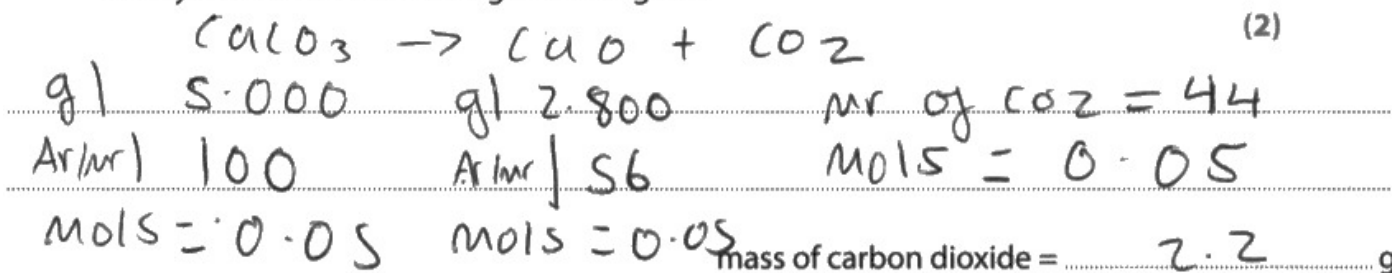 CaCO3 -> CaO + CO2 (2)
g| 5.000 g| 2.800 Mr of CO2 = 44
Ar/Mr| 100 Ar/Mr| 56 Mols = 0.05
Mols = 0.05 Mols = 0.05 mass of carbon dioxide = 2.2 g